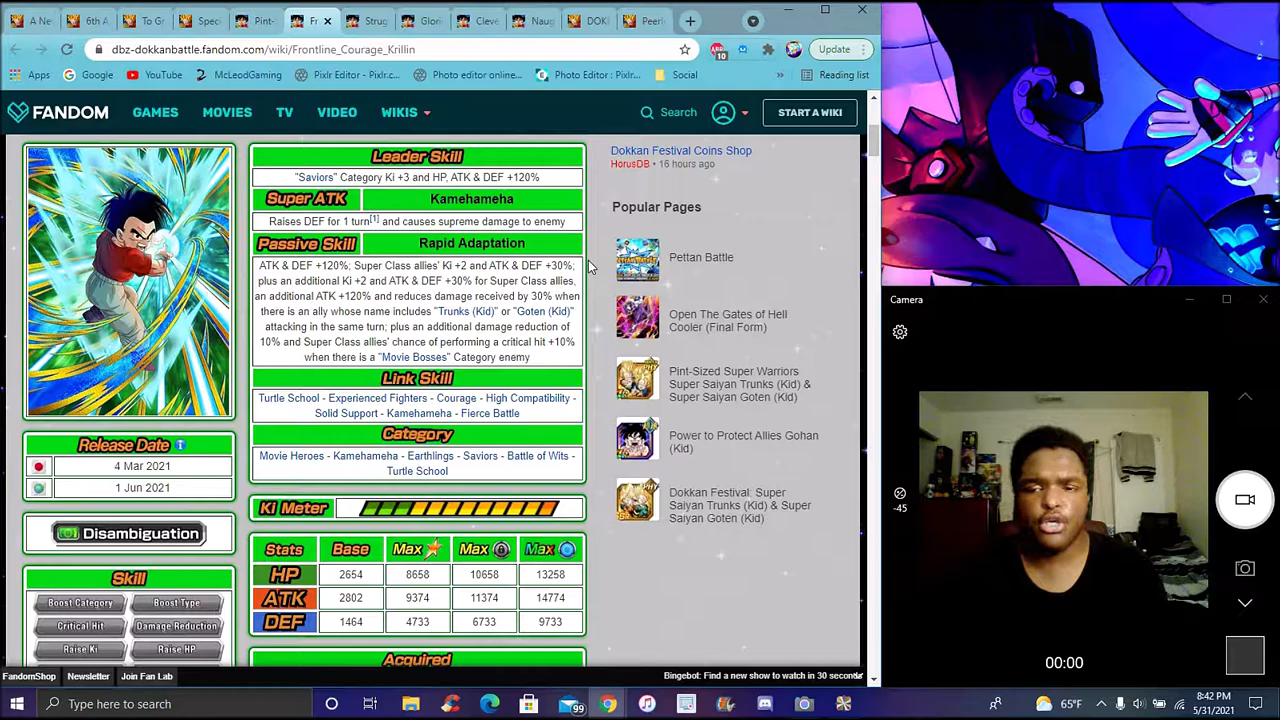 A Ne
6th A
To Gr
Speci
Pint-
Fr
Strug
Glori
Cleve
Naug
DOKI
Peerl
dbz-dokkanbattle.fandom.com/wiki/Frontline_Courage_Krillin
10
Update
Apps
Google
YouTube
McLeodGaming
Pixlr Editor - Pixlr.c...
Photo editor online...
Photo Editor : Pixlr...
Social
»
Reading list
FANDOM
GAMES
MOVIES
TV
VIDEO
WIKIS
Search
START A WIKI
Leader Skill
"Saviors" Category Ki +3 and HP, ATK & DEF +120%
Super ATK
Kamehameha
Raises DEF for 1 turn[1] and causes supreme damage to enemy
Passive Skill
Rapid Adaptation
ATK & DEF +120%; Super Class allies' Ki +2 and ATK & DEF +30%;
plus an additional Ki +2 and ATK & DEF +30% for Super Class allies,
an additional ATK +120% and reduces damage received by 30% when
there is an ally whose name includes "Trunks (Kid)" or "Goten (Kid)"
attacking in the same turn; plus an additional damage reduction of
10% and Super Class allies' chance of performing a critical hit +10%
when there is a "Movie Bosses" Category enemy
Link Skill
Turtle School - Experienced Fighters - Courage - High Compatibility -
Solid Support - Kamehameha - Fierce Battle
Category
Movie Heroes - Kamehameha - Earthlings - Saviors - Battle of Wits -
Turtle School
Release Date
4 Mar 2021
1 Jun 2021
Disambiguation
Skill
Boost Category
Boost Type
Critical Hit
Damage Reduction
Raise Ki
Raise HP
Ki Meter
Stats Base Max Max Max
HP 2654 8658 10658 13258
ATK 2802 9374 11374 14774
DEF 1464 4733 6733 9733
Acquired
Dokkan Festival Coins Shop
HorusDB • 16 hours ago
Popular Pages
Pettan Battle
Open The Gates of Hell
Cooler (Final Form)
Pint-Sized Super Warriors
Super Saiyan Trunks (Kid) &
Super Saiyan Goten (Kid)
Power to Protect Allies Gohan
(Kid)
Dokkan Festival: Super
Saiyan Trunks (Kid) & Super
Saiyan Goten (Kid)
FandomShop
Newsletter
Join Fan Lab
Bingebot: Find a new show to watch in 30 seconds
Camera
-45
00:00
Type here to search
99
65°F
8:42 PM
5/31/2021